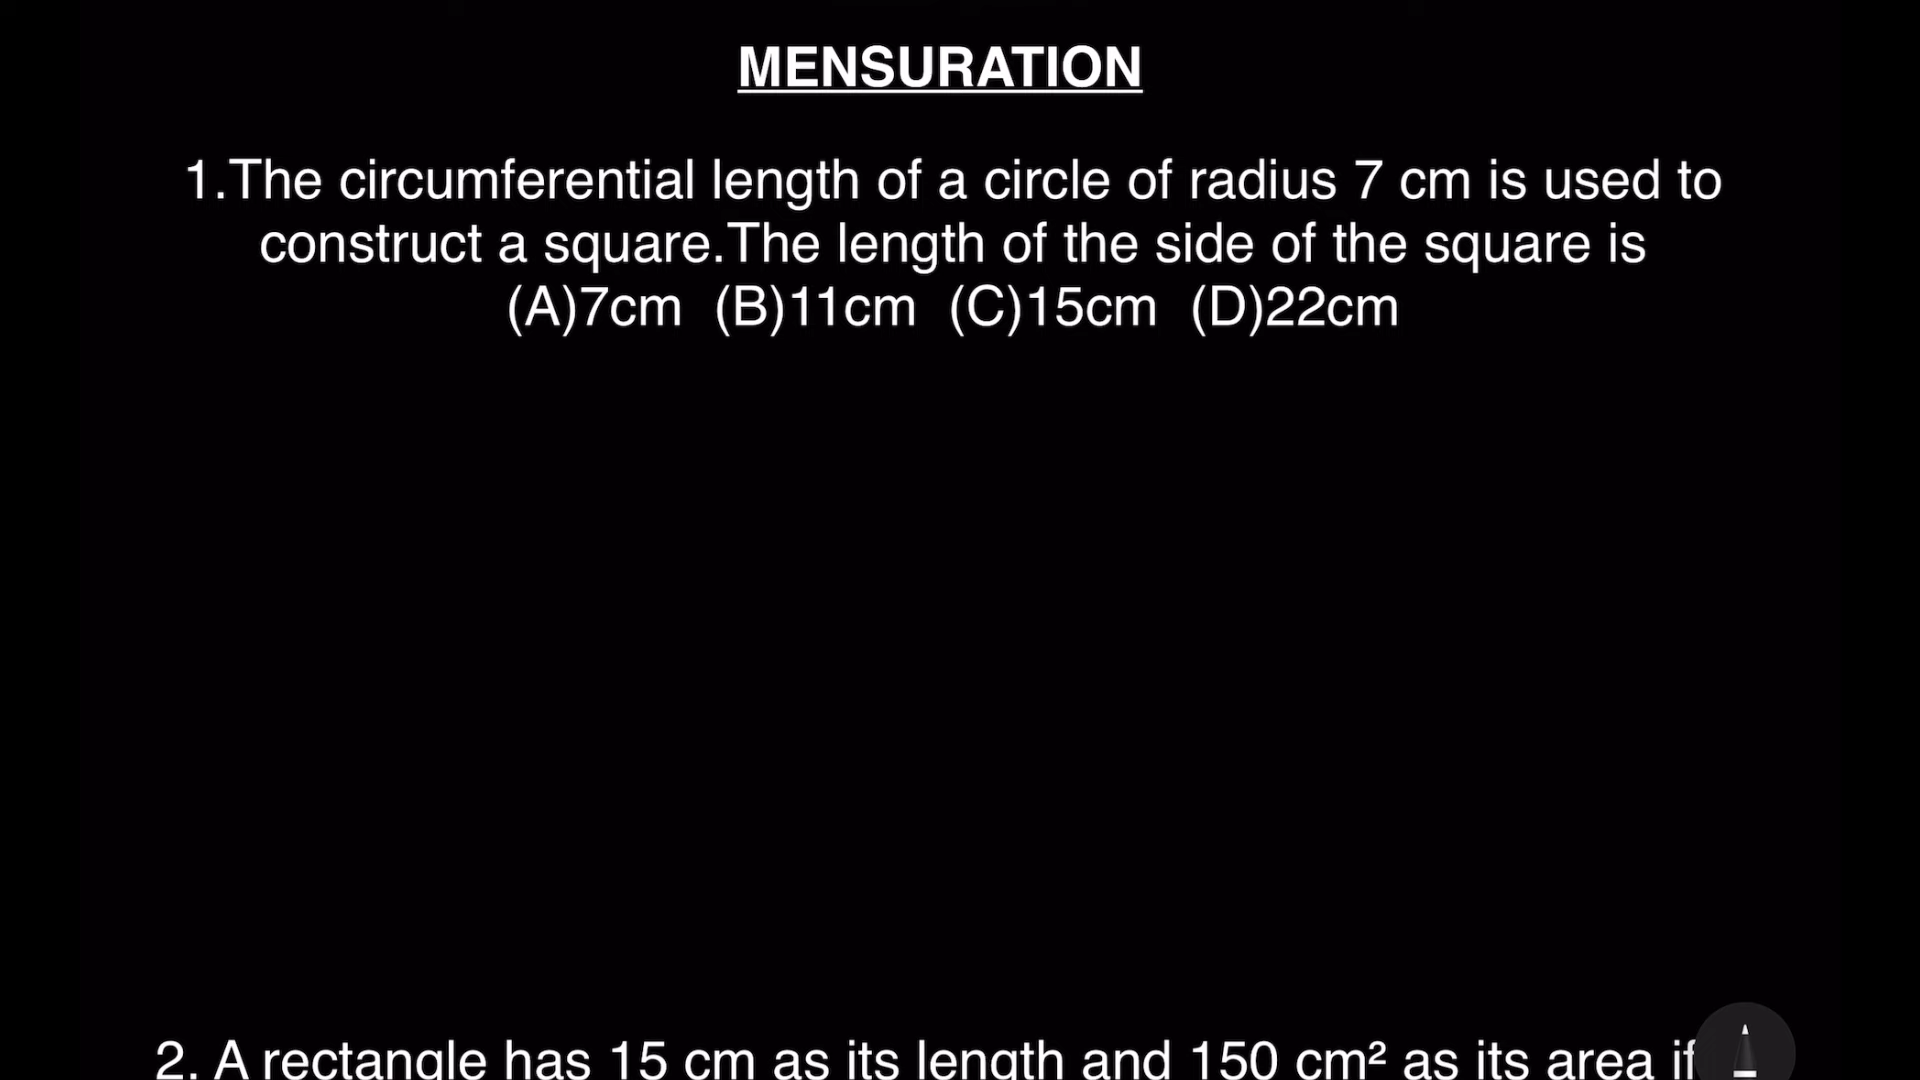 MENSURATION
1.The circumferential length of a circle of radius 7 cm is used to
construct a square.The length of the side of the square is
(A)7cm (B)11cm (C)15cm (D)22cm
2. A rectangle has 15 cm as its length and 150 cm² as its area if